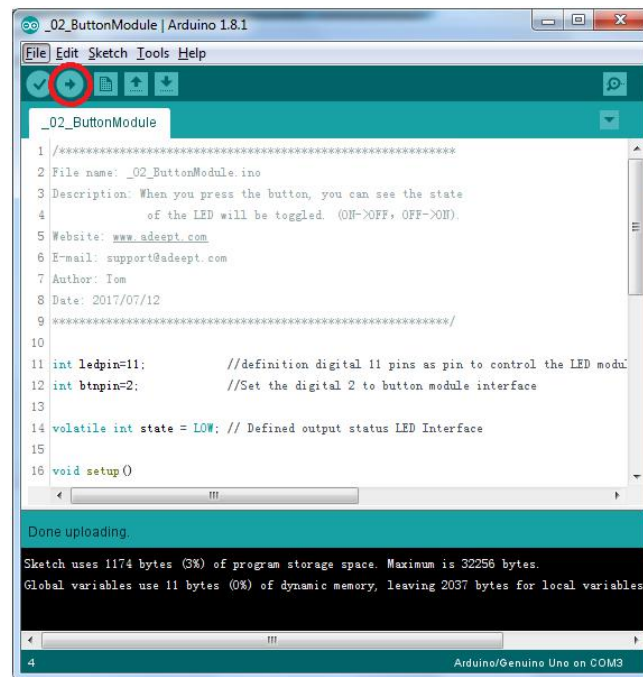 _02_ButtonModule | Arduino 1.8.1
File Edit Sketch Tools Help
_02_ButtonModule
1 /************************************************************
2 File name: _02_ButtonModule.ino
3 Description: When you press the button, you can see the state
4 of the LED will be toggled. (ON->OFF, OFF->ON).
5 Website: www.adeept.com
6 E-mail: support@adeept.com
7 Author: Tom
8 Date: 2017/07/12
9 ************************************************************/
10
11 int ledpin=11; //definition digital 11 pins as pin to control the LED modul
12 int btnpin=2; //Set the digital 2 to button module interface
13
14 volatile int state = LOW; // Defined output status LED Interface
15
16 void setup()
Done uploading.
Sketch uses 1174 bytes (3%) of program storage space. Maximum is 32256 bytes.
Global variables use 11 bytes (0%) of dynamic memory, leaving 2037 bytes for local variables
4 Arduino/Genuino Uno on COM3